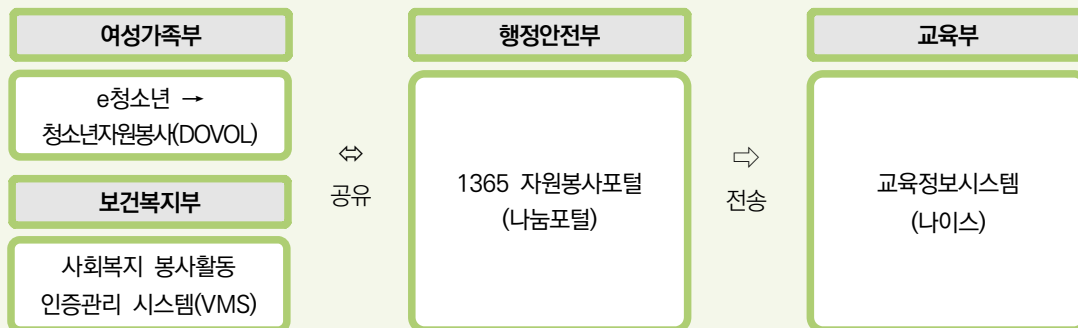 여성가족부
e청소년 →
청소년자원봉사(DOVOL)
보건복지부
사회복지 봉사활동
인증관리 시스템(VMS)
⇔
공유
행정안전부
1365 자원봉사포털
(나눔포털)
⇨
전송
교육부
교육정보시스템
(나이스)